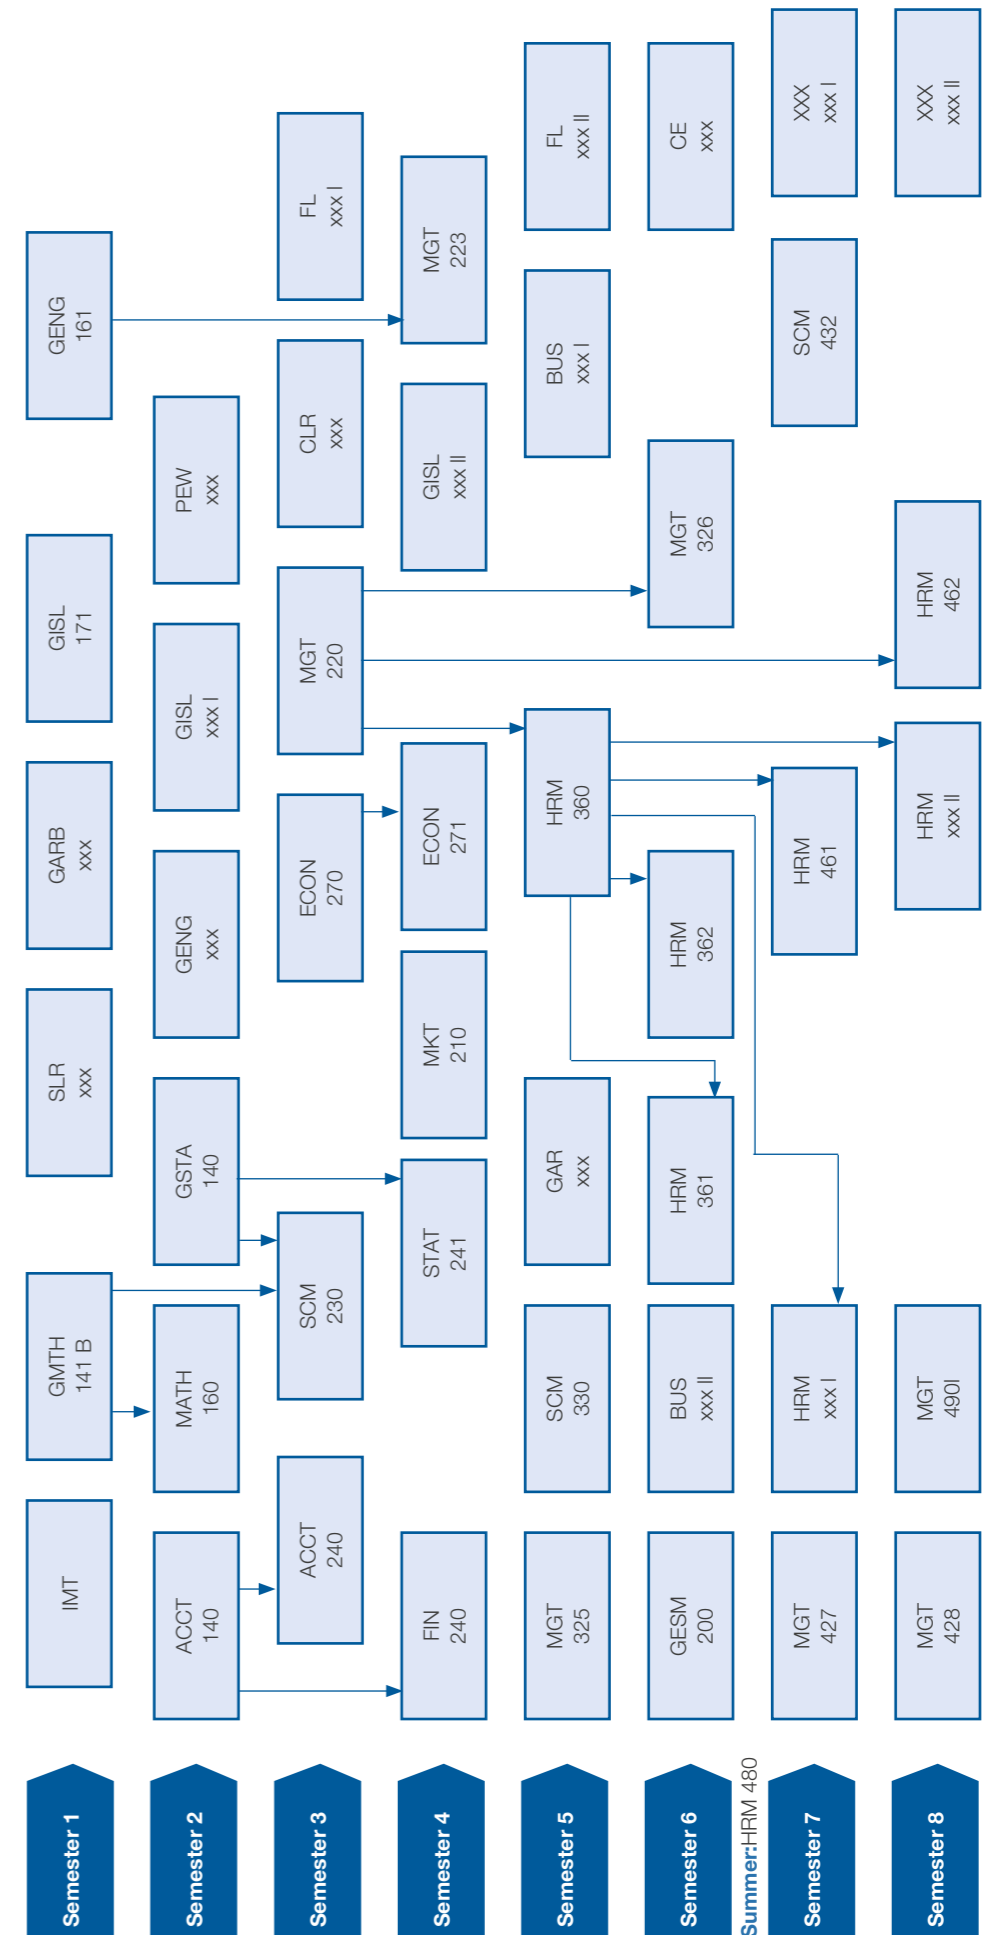 Semester 1
IMT
GMTH
141 B
SLR
xxx
GARB
xxx
GISL
171
GENG
161
Semester 2
ACCT
140
MATH
160
GSTA
140
GENG
xxx
GISL
xxx I
PEW
xxx
Semester 3
ACCT
240
SCM
230
ECON
270
MGT
220
CLR
xxx
FL
xxx I
Semester 4
FIN
240
STAT
241
MKT
210
ECON
271
GISL
xxx II
MGT
223
Semester 5
MGT
325
SCM
330
GAR
xxx
HRM
360
BUS
xxx I
FL
xxx II
Semester 6
GESM
200
BUS
xxx II
HRM
361
HRM
362
MGT
326
CE
xxx
Summer:HRM 480
Semester 7
MGT
427
HRM
xxx I
HRM
461
SCM
432
XXX
xxx I
Semester 8
MGT
428
MGT
490I
HRM
xxx II
HRM
462
XXX
xxx II